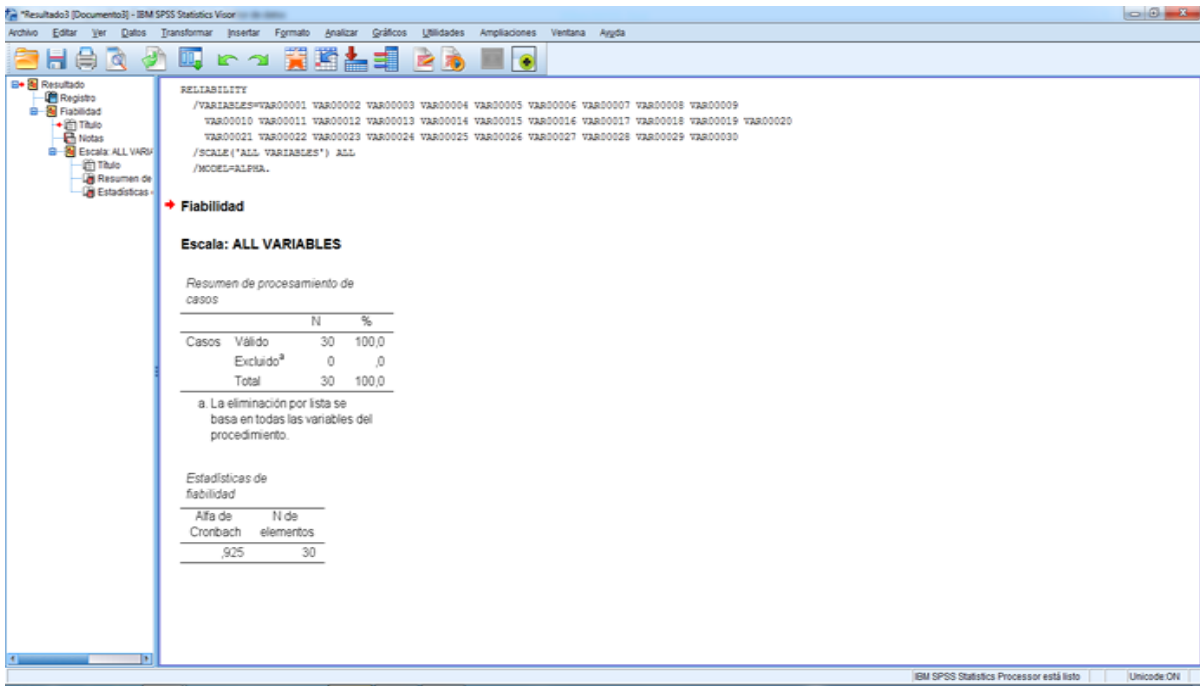 *Resultado3 [Documento3] - IBM SPSS Statistics Visor
Archivo Editar Ver Datos Transformar Insertar Formato Analizar Gráficos Utilidades Ampliaciones Ventana Ayuda
Resultado
Registro
Fiabilidad
Título
Notas
Escala: ALL VARIA
Título
Resumen de
Estadísticas
RELIABILITY
/VARIABLES=VAR00001 VAR00002 VAR00003 VAR00004 VAR00005 VAR00006 VAR00007 VAR00008 VAR00009
VAR00010 VAR00011 VAR00012 VAR00013 VAR00014 VAR00015 VAR00016 VAR00017 VAR00018 VAR00019 VAR00020
VAR00021 VAR00022 VAR00023 VAR00024 VAR00025 VAR00026 VAR00027 VAR00028 VAR00029 VAR00030
/SCALE('ALL VARIABLES') ALL
/MODEL=ALPHA.
Fiabilidad
Escala: ALL VARIABLES
Resumen de procesamiento de
casos
N %
Casos Válido 30 100,0
Excluido<sup>a</sup> 0 ,0
Total 30 100,0
a. La eliminación por lista se
basa en todas las variables del
procedimiento.
Estadísticas de
fiabilidad
Alfa de N de
Cronbach elementos
,925 30
IBM SPSS Statistics Processor está listo Unicode:ON